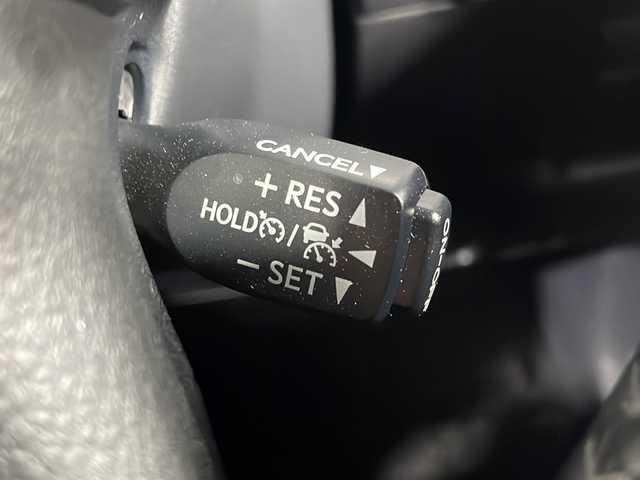 CANCEL▼
+ RES ▲
HOLD /
− SET ▼
ON-OFF